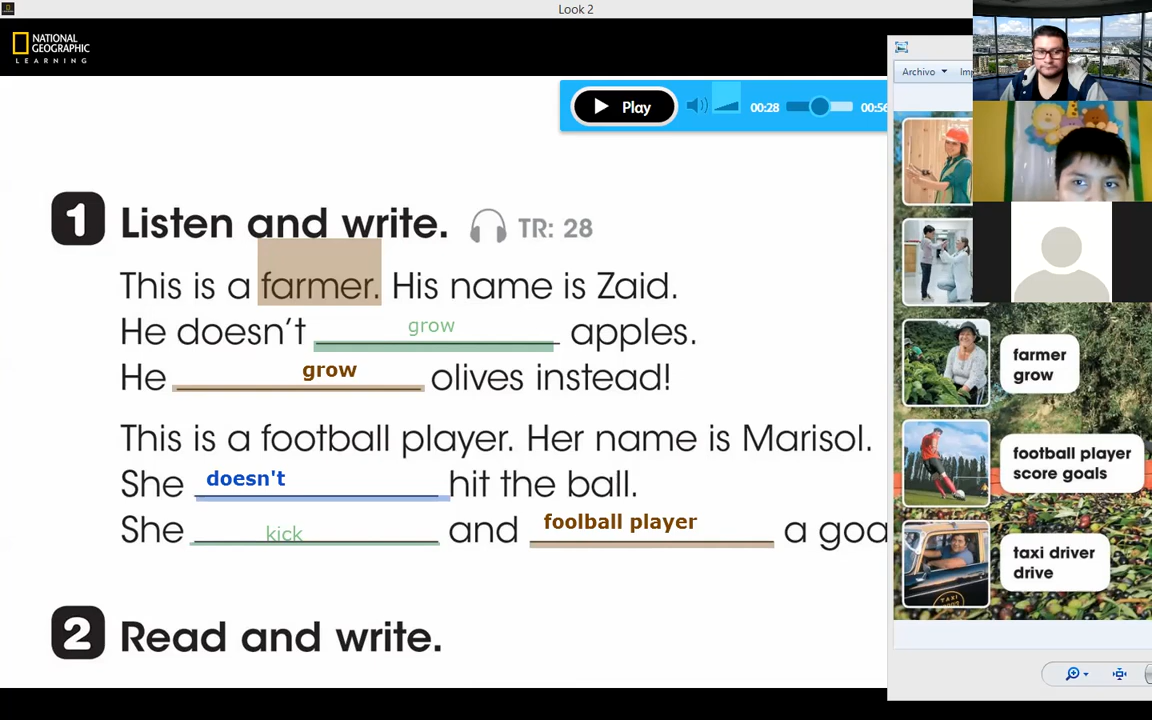 Look 2
NATIONAL
GEOGRAPHIC
LEARNING
Play 00:28 00:56
Archivo
1 Listen and write. TR: 28
This is a farmer. His name is Zaid.
He doesn't grow apples.
He grow olives instead!
This is a football player. Her name is Marisol.
She doesn't hit the ball.
She kick and foolball player a goa
2 Read and write.
farmer
grow
football player
score goals
taxi driver
drive
TAXI